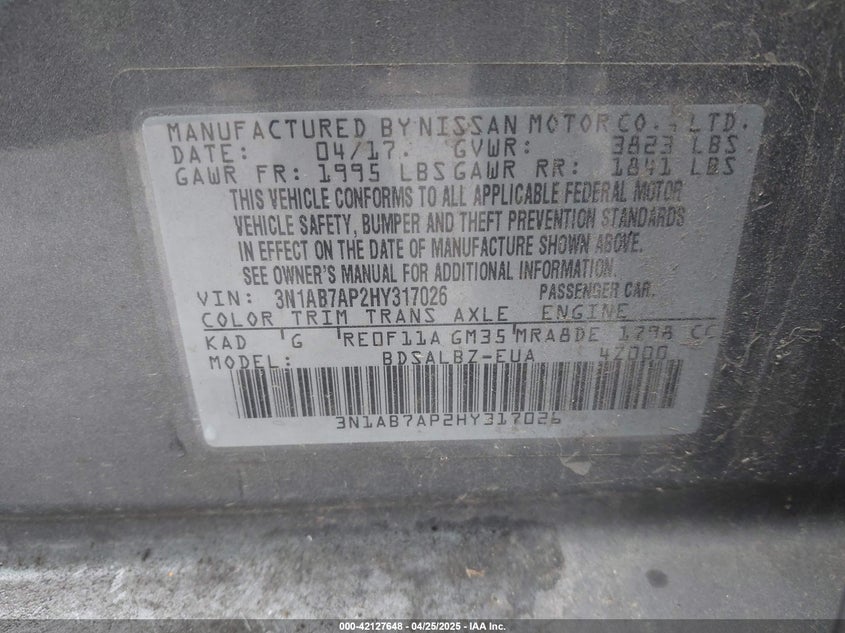 MANUFACTURED BY NISSAN MOTOR CO., LTD.
DATE: 04/17. GVWR: 3823 LBS
GAWR FR: 1995 LBS GAWR RR: 1841 LBS
THIS VEHICLE CONFORMS TO ALL APPLICABLE FEDERAL MOTOR
VEHICLE SAFETY, BUMPER AND THEFT PREVENTION STANDARDS
IN EFFECT ON THE DATE OF MANUFACTURE SHOWN ABOVE.
SEE OWNER'S MANUAL FOR ADDITIONAL INFORMATION.
VIN: 3N1AB7AP2HY317026 PASSENGER CAR.
COLOR TRIM TRANS AXLE ENGINE
KAD G RE0F11A GM35 MRA8DE 1798 CC
MODEL: BDSALBZ-EUA 4Z000
3N1AB7AP2HY317026
000-42127648 - 04/25/2025 - IAA Inc.